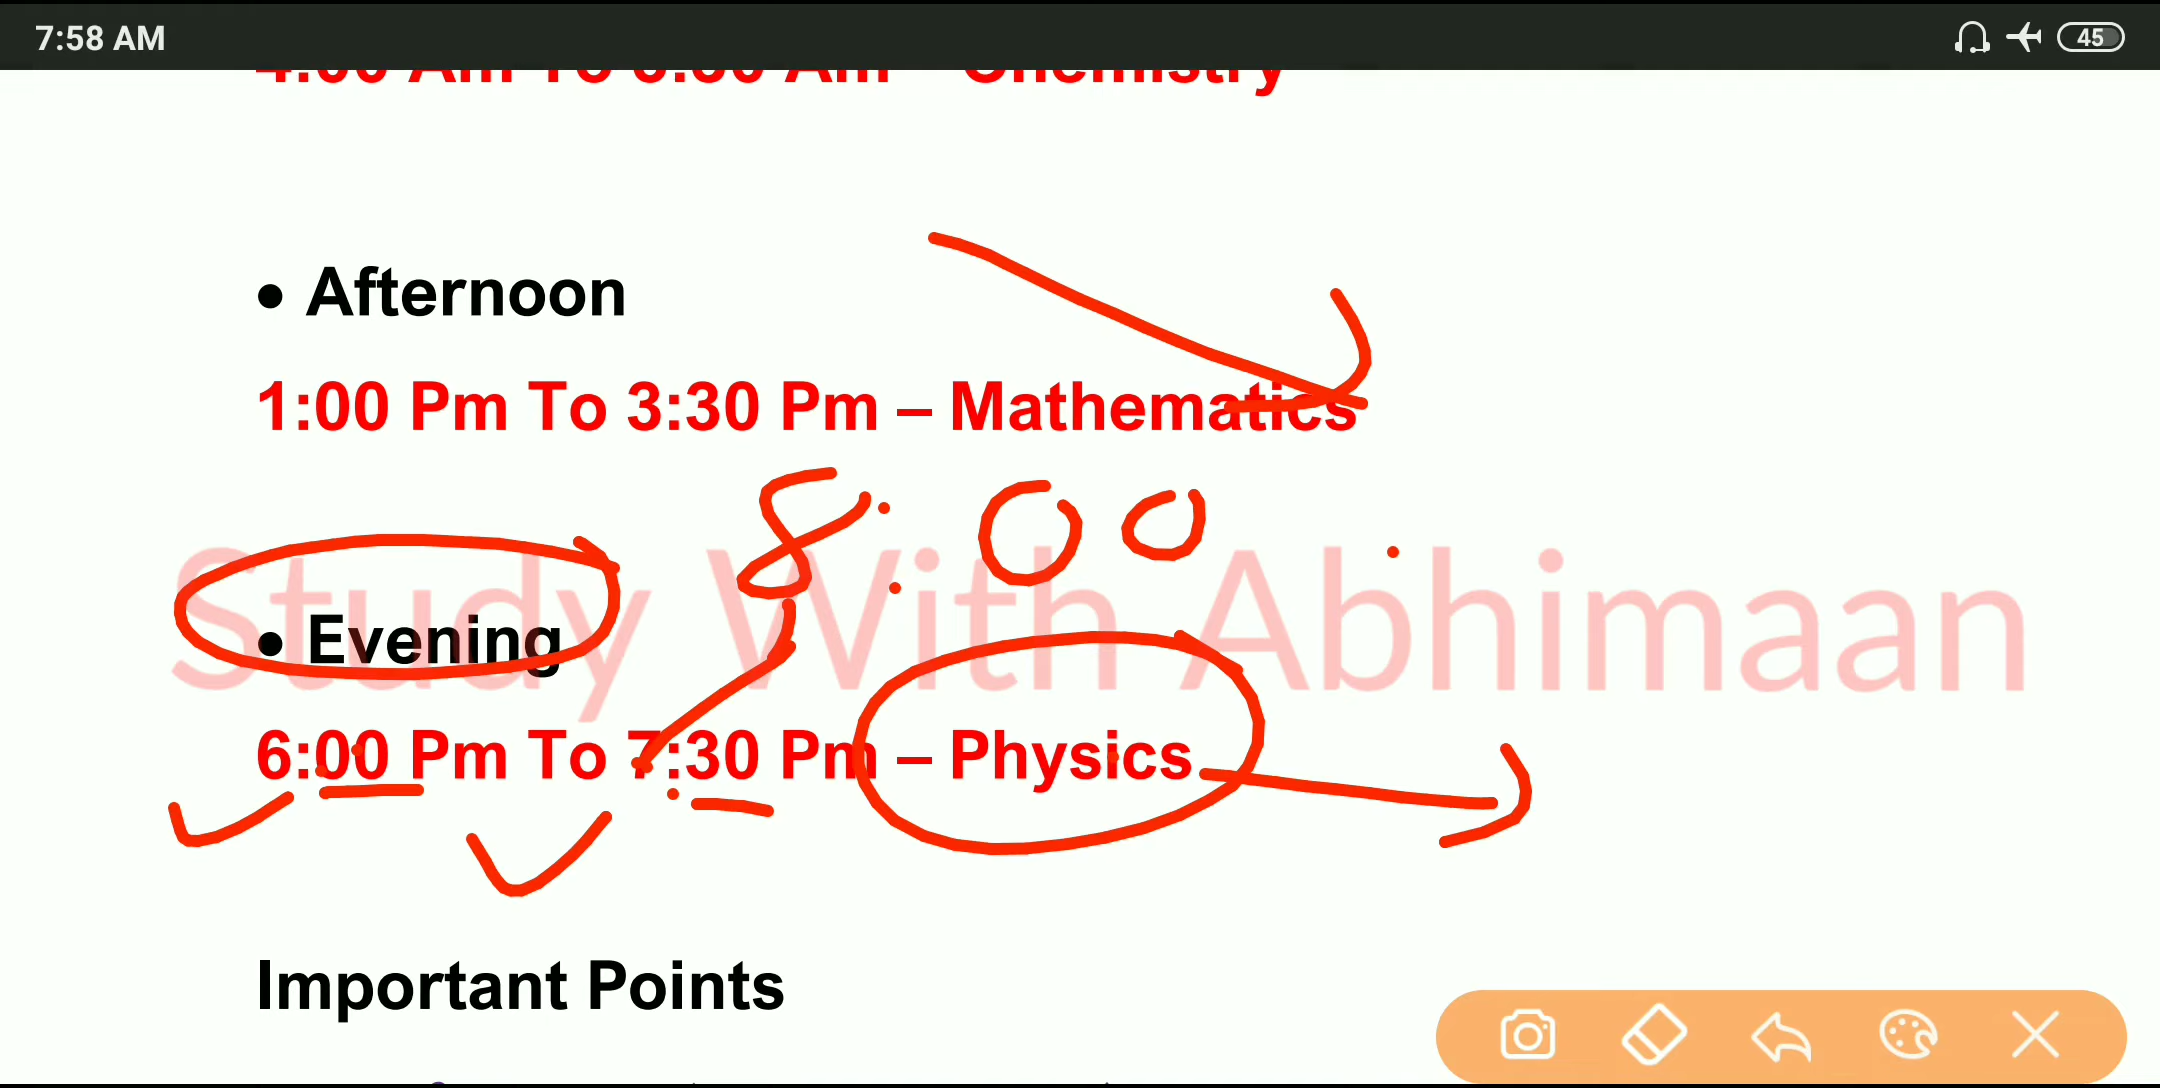 7:58 AM
45
Chemistry
• Afternoon
1:00 Pm To 3:30 Pm – Mathematics
8:00
Study With Abhimaan
• Evening
6:00 Pm To 7:30 Pm – Physics
Important Points